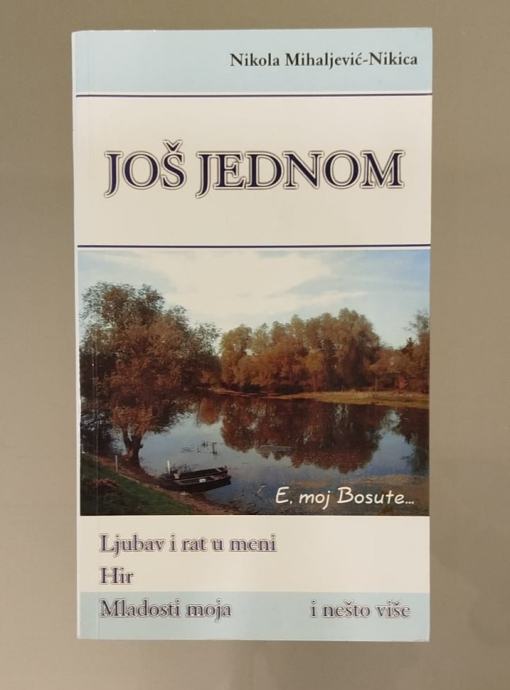 Nikola Mihaljević-Nikica
JOŠ JEDNOM
E, moj Bosute...
Ljubav i rat u meni
Hir
Mladosti moja i nešto više